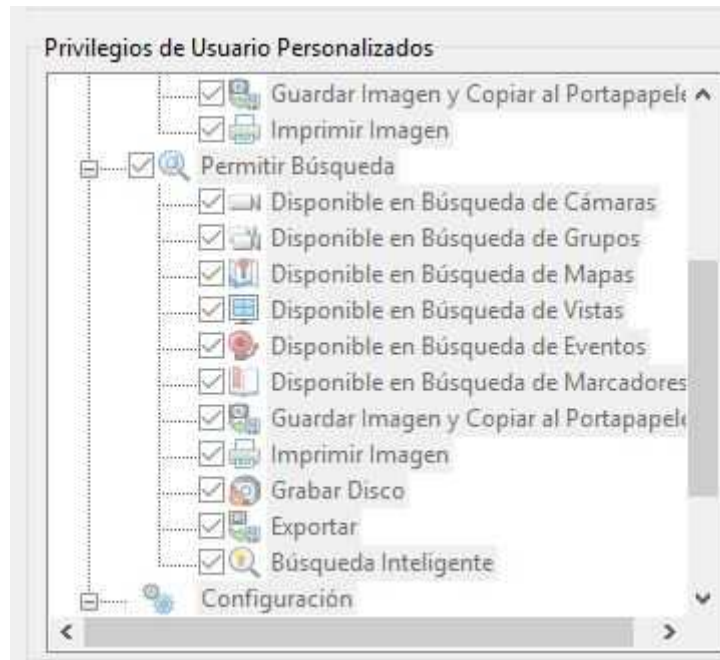 Privilegios de Usuario Personalizados
Guardar Imagen y Copiar al Portapapele
Imprimir Imagen
Permitir Búsqueda
Disponible en Búsqueda de Cámaras
Disponible en Búsqueda de Grupos
Disponible en Búsqueda de Mapas
Disponible en Búsqueda de Vistas
Disponible en Búsqueda de Eventos
Disponible en Búsqueda de Marcadores
Guardar Imagen y Copiar al Portapapele
Imprimir Imagen
Grabar Disco
Exportar
Búsqueda Inteligente
Configuración